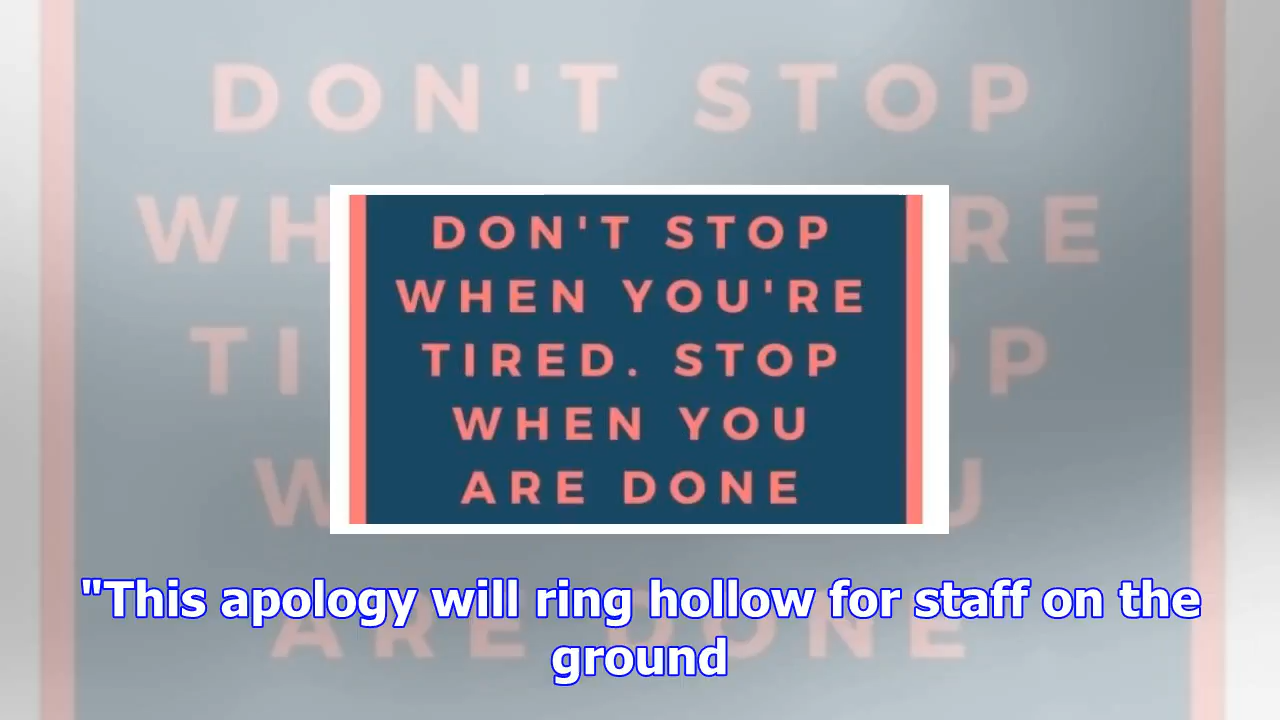 DON'T STOP
WHEN YOU'RE
TIRED. STOP
WHEN YOU
ARE DONE
"This apology will ring hollow for staff on the
ground